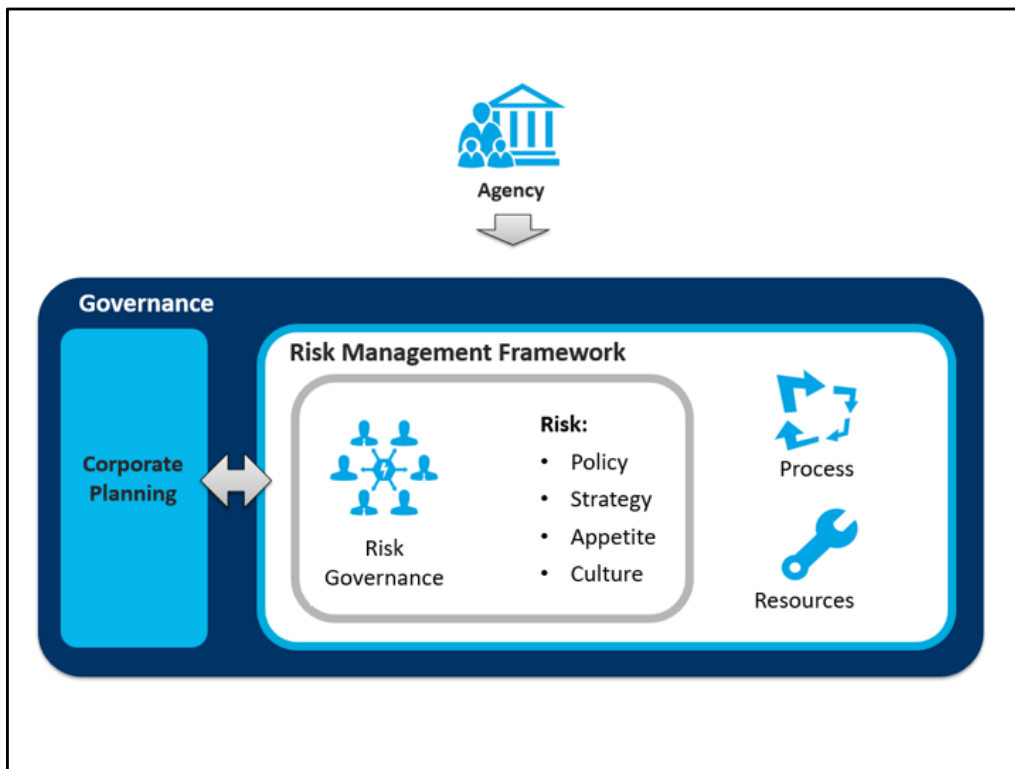 Agency
Governance
Risk Management Framework
Corporate
Planning
Risk
Governance
Risk:
• Policy
• Strategy
• Appetite
• Culture
Process
Resources